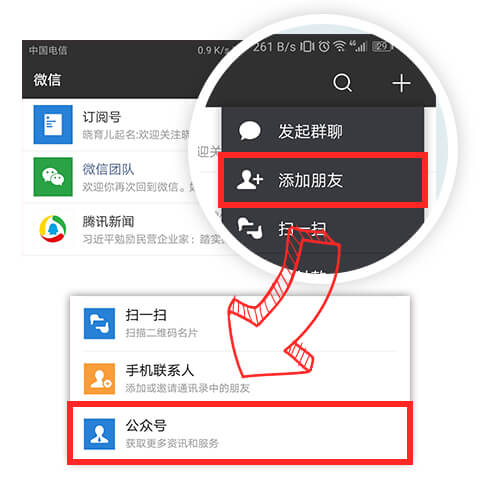 中国电信
0.9 K/s
261 B/s
46
29
微信
订阅号
晓育儿起名:欢迎关注晓
迎关
微信团队
欢迎你再次回到微信。如
腾讯新闻
习近平勉励民营企业家：踏实
发起群聊
添加朋友
扫一扫
扫一扫
扫描二维码名片
手机联系人
添加或邀请通讯录中的朋友
公众号
获取更多资讯和服务